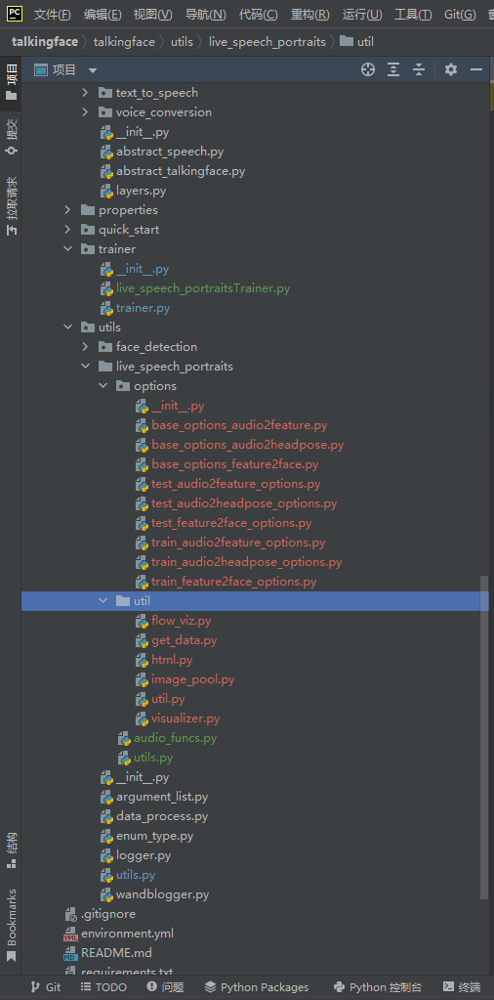 PC 文件(F) 编辑(E) 视图(V) 导航(N) 代码(C) 重构(R) 运行(U) 工具(T) Git(G)
talkingface 〉 talkingface 〉 utils 〉 live_speech_portraits 〉 util
项目
项目
提交
拉取请求
text_to_speech
voice_conversion
__init__.py
abstract_speech.py
abstract_talkingface.py
layers.py
properties
quick_start
trainer
__init__.py
live_speech_portraitsTrainer.py
trainer.py
utils
face_detection
live_speech_portraits
options
__init__.py
base_options_audio2feature.py
base_options_audio2headpose.py
base_options_feature2face.py
test_audio2feature_options.py
test_audio2headpose_options.py
test_feature2face_options.py
train_audio2feature_options.py
train_audio2headpose_options.py
train_feature2face_options.py
util
flow_viz.py
get_data.py
html.py
image_pool.py
util.py
visualizer.py
audio_funcs.py
utils.py
__init__.py
argument_list.py
data_process.py
enum_type.py
logger.py
utils.py
wandblogger.py
.gitignore
environment.yml
README.md
requirements.txt
结构
Bookmarks
Git TODO 问题 Python Packages Python 控制台 终端